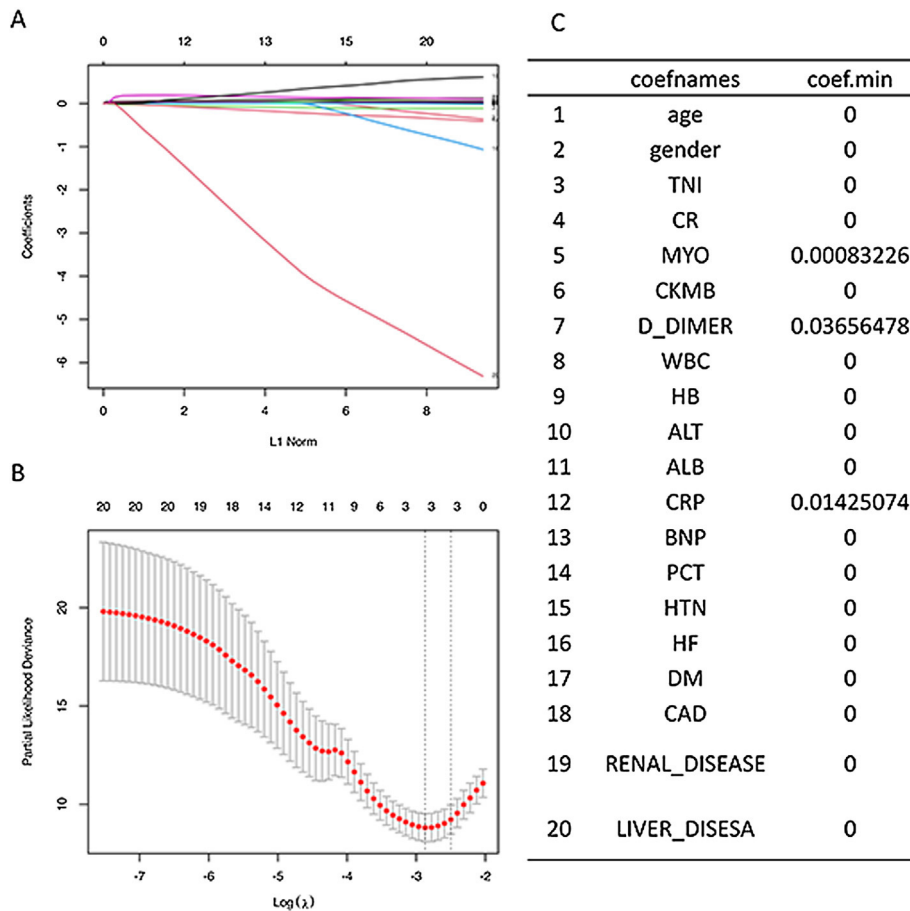 A
0 12 13 15 20
0
-1
-2
-3
-4
-5
-6
Coefficients
0 2 4 6 8
L1 Norm
B
20 20 20 19 18 14 12 11 9 6 3 3 3 0
20
15
10
Partial Likelihood Deviance
-7 -6 -5 -4 -3 -2
Log(λ)
C
coefnames coef.min
1 age 0
2 gender 0
3 TNI 0
4 CR 0
5 MYO 0.00083226
6 CKMB 0
7 D_DIMER 0.03656478
8 WBC 0
9 HB 0
10 ALT 0
11 ALB 0
12 CRP 0.01425074
13 BNP 0
14 PCT 0
15 HTN 0
16 HF 0
17 DM 0
18 CAD 0
19 RENAL_DISEASE 0
20 LIVER_DISESA 0